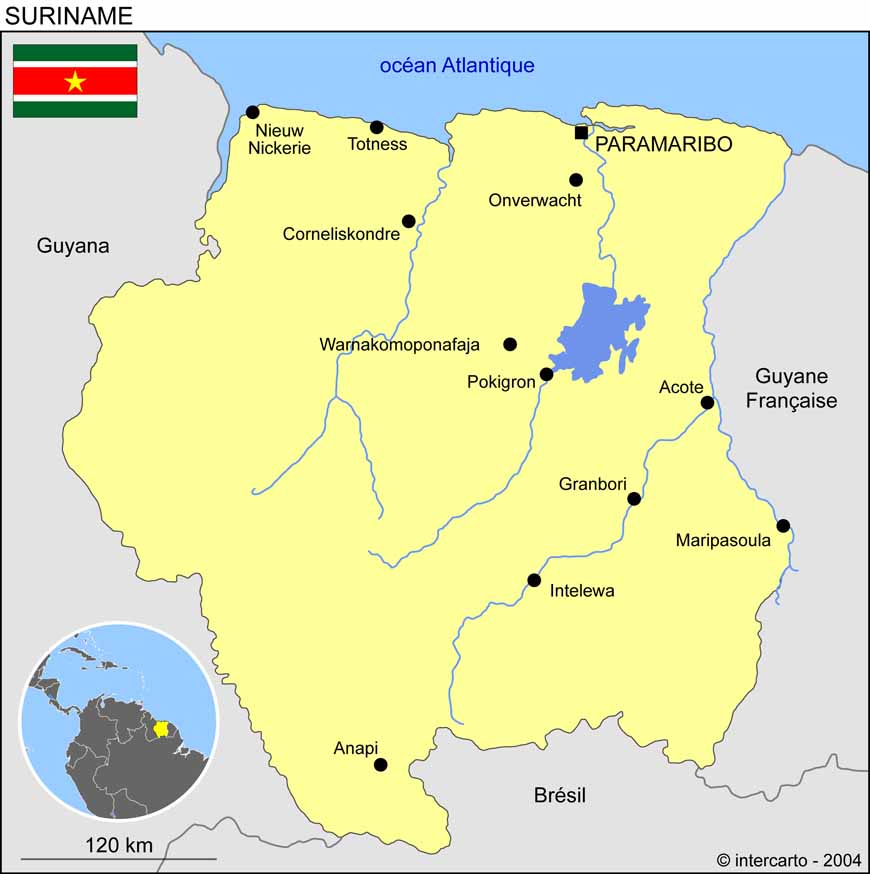 SURINAME
océan Atlantique
Nieuw
Nickerie
Totness
PARAMARIBO
Onverwacht
Corneliskondre
Guyana
Warnakomoponafaja
Pokigron
Acote
Guyane
Française
Granbori
Maripasoula
Intelewa
Anapi
Brésil
120 km
© intercarto - 2004